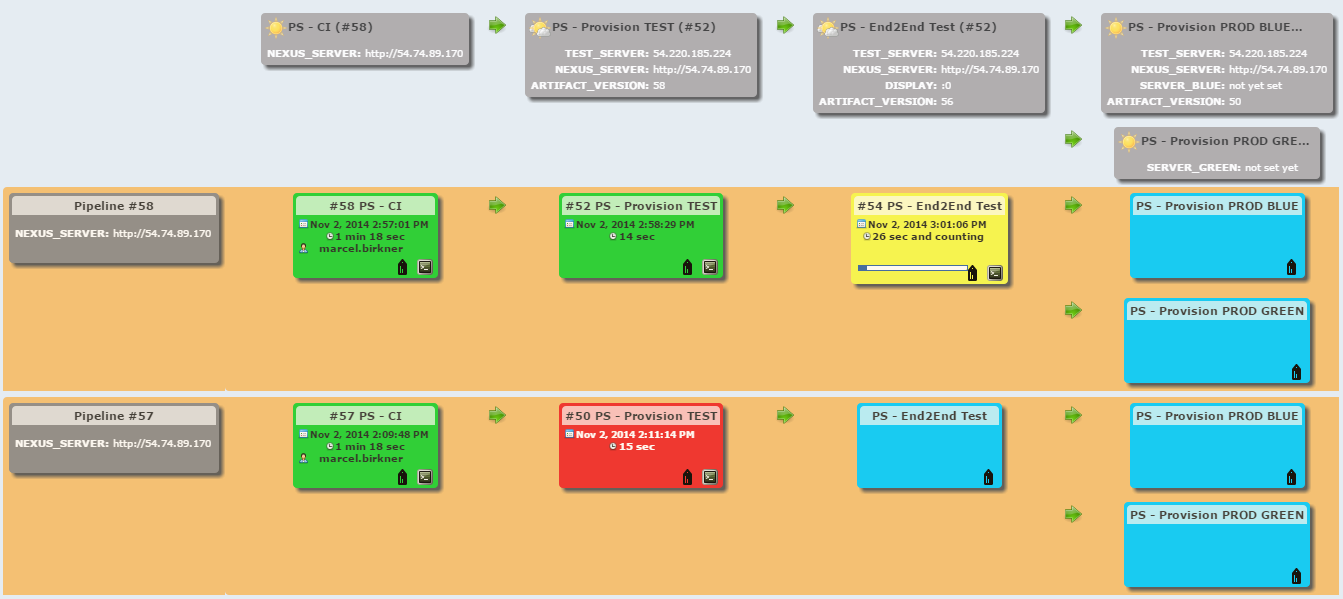 PS - CI (#58)
NEXUS_SERVER: http://54.74.89.170
PS - Provision TEST (#52)
TEST_SERVER: 54.220.185.224
NEXUS_SERVER: http://54.74.89.170
ARTIFACT_VERSION: 58
PS - End2End Test (#52)
TEST_SERVER: 54.220.185.224
NEXUS_SERVER: http://54.74.89.170
DISPLAY: :0
ARTIFACT_VERSION: 56
PS - Provision PROD BLUE...
TEST_SERVER: 54.220.185.224
NEXUS_SERVER: http://54.74.89.170
SERVER_BLUE: not yet set
ARTIFACT_VERSION: 50
PS - Provision PROD GRE...
SERVER_GREEN: not set yet
Pipeline #58
NEXUS_SERVER: http://54.74.89.170
#58 PS - CI
Nov 2, 2014 2:57:01 PM
1 min 18 sec
marcel.birkner
#52 PS - Provision TEST
Nov 2, 2014 2:58:29 PM
14 sec
#54 PS - End2End Test
Nov 2, 2014 3:01:06 PM
26 sec and counting
PS - Provision PROD BLUE
PS - Provision PROD GREEN
Pipeline #57
NEXUS_SERVER: http://54.74.89.170
#57 PS - CI
Nov 2, 2014 2:09:48 PM
1 min 18 sec
marcel.birkner
#50 PS - Provision TEST
Nov 2, 2014 2:11:14 PM
15 sec
PS - End2End Test
PS - Provision PROD BLUE
PS - Provision PROD GREEN